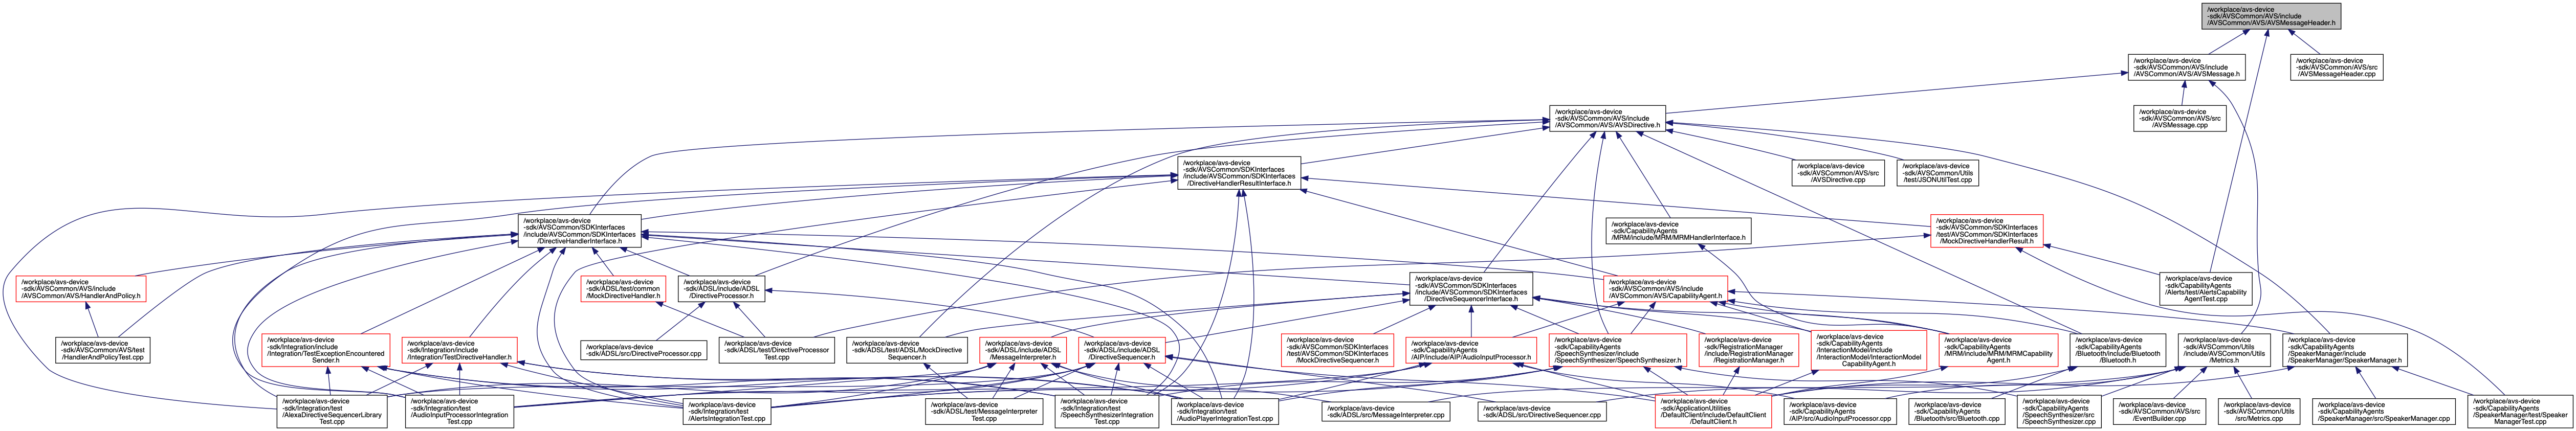 /workplace/avs-device
-sdk/AVSCommon/AVS/include
/AVSCommon/AVS/AVSMessageHeader.h
/workplace/avs-device
-sdk/AVSCommon/AVS/include
/AVSCommon/AVS/AVSMessage.h
/workplace/avs-device
-sdk/AVSCommon/AVS/src
/AVSMessageHeader.cpp
/workplace/avs-device
-sdk/AVSCommon/AVS/include
/AVSCommon/AVS/AVSDirective.h
/workplace/avs-device
-sdk/AVSCommon/AVS/src
/AVSMessage.cpp
/workplace/avs-device
-sdk/AVSCommon/SDKInterfaces
/include/AVSCommon/SDKInterfaces
/DirectiveHandlerResultInterface.h
/workplace/avs-device
-sdk/AVSCommon/AVS/src
/AVSDirective.cpp
/workplace/avs-device
-sdk/AVSCommon/Utils
/test/JSONUtilTest.cpp
/workplace/avs-device
-sdk/AVSCommon/SDKInterfaces
/include/AVSCommon/SDKInterfaces
/DirectiveHandlerInterface.h
/workplace/avs-device
-sdk/CapabilityAgents
/MRM/include/MRM/MRMHandlerInterface.h
/workplace/avs-device
-sdk/AVSCommon/SDKInterfaces
/test/AVSCommon/SDKInterfaces
/MockDirectiveHandlerResult.h
/workplace/avs-device
-sdk/AVSCommon/AVS/include
/AVSCommon/AVS/HandlerAndPolicy.h
/workplace/avs-device
-sdk/ADSL/test/common
/MockDirectiveHandler.h
/workplace/avs-device
-sdk/ADSL/include/ADSL
/DirectiveProcessor.h
/workplace/avs-device
-sdk/AVSCommon/SDKInterfaces
/include/AVSCommon/SDKInterfaces
/DirectiveSequencerInterface.h
/workplace/avs-device
-sdk/AVSCommon/AVS/include
/AVSCommon/AVS/CapabilityAgent.h
/workplace/avs-device
-sdk/CapabilityAgents
/Alerts/test/AlertsCapability
AgentTest.cpp
/workplace/avs-device
-sdk/AVSCommon/AVS/test
/HandlerAndPolicyTest.cpp
/workplace/avs-device
-sdk/Integration/include
/Integration/TestExceptionEncountered
Sender.h
/workplace/avs-device
-sdk/Integration/include
/Integration/TestDirectiveHandler.h
/workplace/avs-device
-sdk/ADSL/src/DirectiveProcessor.cpp
/workplace/avs-device
-sdk/ADSL/test/DirectiveProcessor
Test.cpp
/workplace/avs-device
-sdk/ADSL/test/ADSL/MockDirective
Sequencer.h
/workplace/avs-device
-sdk/ADSL/include/ADSL
/MessageInterpreter.h
/workplace/avs-device
-sdk/ADSL/include/ADSL
/DirectiveSequencer.h
/workplace/avs-device
-sdk/AVSCommon/SDKInterfaces
/test/AVSCommon/SDKInterfaces
/MockDirectiveSequencer.h
/workplace/avs-device
-sdk/CapabilityAgents
/AIP/include/AIP/AudioInputProcessor.h
/workplace/avs-device
-sdk/CapabilityAgents
/SpeechSynthesizer/include
/SpeechSynthesizer/SpeechSynthesizer.h
/workplace/avs-device
-sdk/RegistrationManager
/include/RegistrationManager
/RegistrationManager.h
/workplace/avs-device
-sdk/CapabilityAgents
/InteractionModel/include
/InteractionModel/InteractionModel
CapabilityAgent.h
/workplace/avs-device
-sdk/CapabilityAgents
/MRM/include/MRM/MRMCapability
Agent.h
/workplace/avs-device
-sdk/CapabilityAgents
/Bluetooth/include/Bluetooth
/Bluetooth.h
/workplace/avs-device
-sdk/AVSCommon/Utils
/include/AVSCommon/Utils
/Metrics.h
/workplace/avs-device
-sdk/CapabilityAgents
/SpeakerManager/include
/SpeakerManager/SpeakerManager.h
/workplace/avs-device
-sdk/Integration/test
/AlexaDirectiveSequencerLibrary
Test.cpp
/workplace/avs-device
-sdk/Integration/test
/AudioInputProcessorIntegration
Test.cpp
/workplace/avs-device
-sdk/Integration/test
/AlertsIntegrationTest.cpp
/workplace/avs-device
-sdk/ADSL/test/MessageInterpreter
Test.cpp
/workplace/avs-device
-sdk/Integration/test
/SpeechSynthesizerIntegration
Test.cpp
/workplace/avs-device
-sdk/Integration/test
/AudioPlayerIntegrationTest.cpp
/workplace/avs-device
-sdk/ADSL/src/MessageInterpreter.cpp
/workplace/avs-device
-sdk/ADSL/src/DirectiveSequencer.cpp
/workplace/avs-device
-sdk/ApplicationUtilities
/DefaultClient/include/DefaultClient
/DefaultClient.h
/workplace/avs-device
-sdk/CapabilityAgents
/AIP/src/AudioInputProcessor.cpp
/workplace/avs-device
-sdk/CapabilityAgents
/Bluetooth/src/Bluetooth.cpp
/workplace/avs-device
-sdk/CapabilityAgents
/SpeechSynthesizer/src
/SpeechSynthesizer.cpp
/workplace/avs-device
-sdk/AVSCommon/AVS/src
/EventBuilder.cpp
/workplace/avs-device
-sdk/AVSCommon/Utils
/src/Metrics.cpp
/workplace/avs-device
-sdk/CapabilityAgents
/SpeakerManager/src/SpeakerManager.cpp
/workplace/avs-device
-sdk/CapabilityAgents
/SpeakerManager/test/Speaker
ManagerTest.cpp